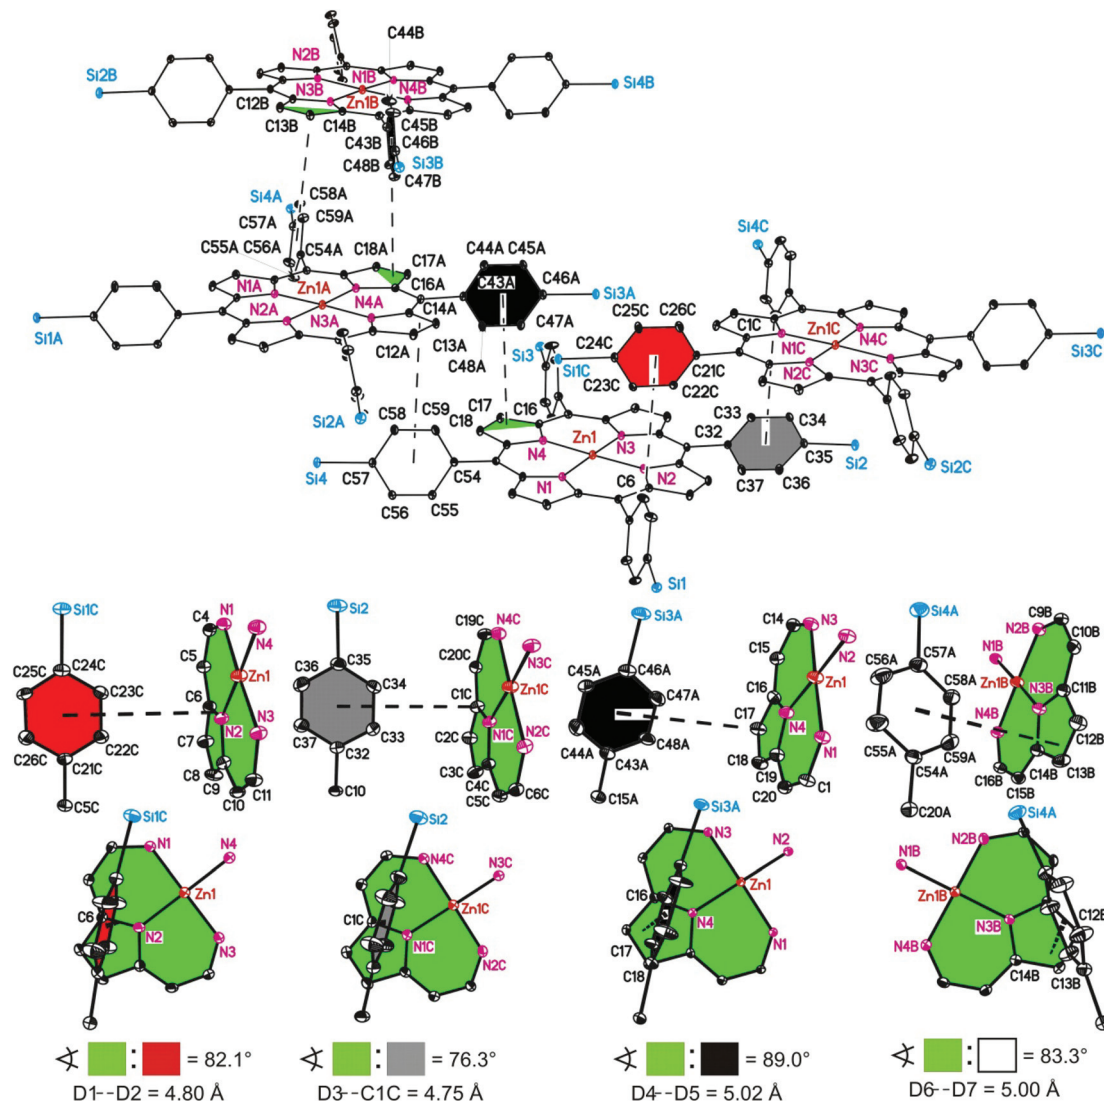 C44B
N2B
Si2B
N1B
Si4B
N3B
N4B
C12B
Zn1B
C13B
C14B
C45B
C43B
C46B
C48B
Si3B
C47B
Si4A
C58A
C59A
C57A
C55A
C56A
C54A
C18A
C17A
C44A
C45A
Si4C
N1A
Zn1A
C16A
C43A
C46A
Si3A
N2A
N4A
C14A
C25C
C26C
C1C
Zn1C
Si1A
N3A
C47A
N4C
C12A
C13A
Si3
C24C
N1C
Si3C
C48A
Si1C
C21C
N2C
N3C
C23C
C22C
Si2A
C58
C59
C17
C16
C33
C34
C18
Zn1
N3
C32
C35
Si4
C57
C54
N4
Si2
Si2C
C56
C55
N1
C6
N2
C37
C36
Si1
Si1C
N1
C4
N4
C25C
C24C
C5
C23C
Zn1
C6
N3
N2
C7
C26C
C22C
C21C
C8
C9
C10
C11
C5C
Si2
C19C
N4C
N3C
C36
C35
C20C
C34
C1C
Zn1C
C37
C33
C2C
N1C
N2C
C32
C3C
C4C
C5C
C6C
C10
Si3A
C14
N3
N2
C15
C45A
C46A
C47A
C16
Zn1
C17
N4
C44A
C48A
C43A
C18
C19
N1
C20
C1
C15A
Si4A
C9B
N2B
C10B
N1B
C56A
C57A
Zn1B
C58A
N3B
C11B
N4B
C12B
C55A
C59A
C54A
C16B
C14B
C13B
C15B
C20A
Si1C
N1
N4
Zn1
C6
N2
N3
Si2
N4C
N3C
Zn1C
C1C
N1C
N2C
Si3A
N3
N2
C16
Zn1
N4
C17
N1
C18
Si4A
N2B
N1B
Zn1B
N3B
C12B
N4B
C14B
C13B
∢ : = 82.1°
D1--D2 = 4.80 Å
∢ : = 76.3°
D3--C1C = 4.75 Å
∢ : = 89.0°
D4--D5 = 5.02 Å
∢ : = 83.3°
D6--D7 = 5.00 Å